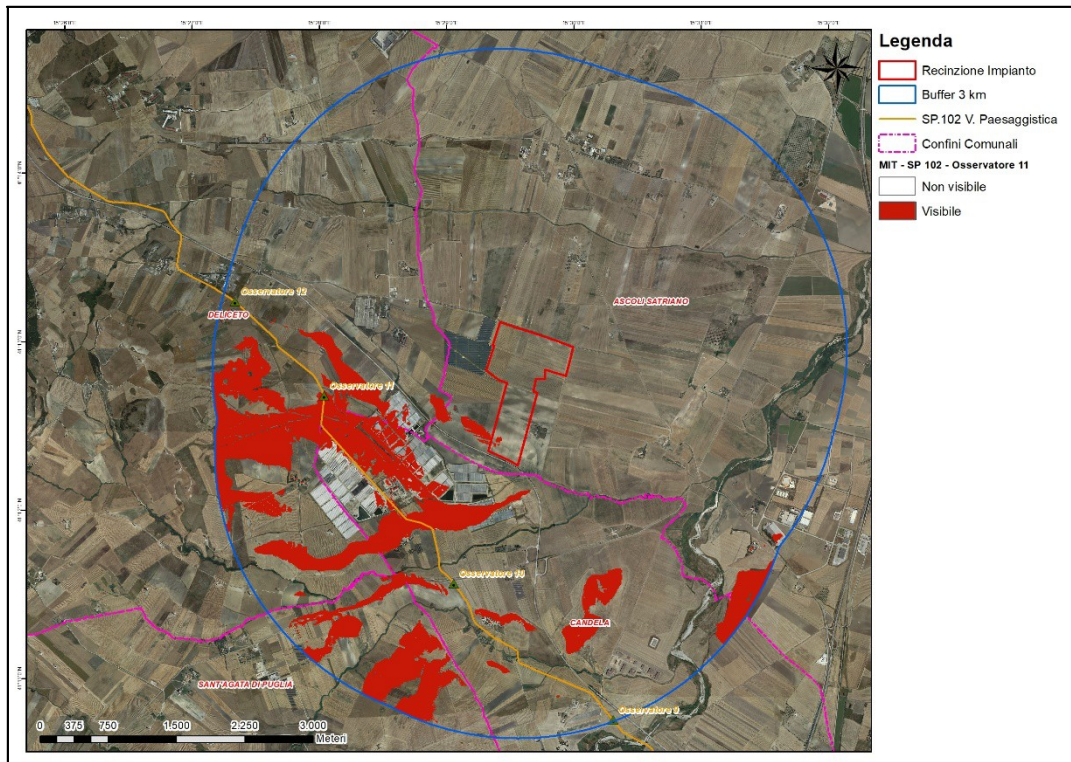 Legenda
Recinzione Impianto
Buffer 3 km
SP.102 V. Paesaggistica
Confini Comunali
MIT - SP 102 - Osservatore 11
Non visibile
Visibile
Osservatore 12
DELICETO
ASCOLI SATRIANO
Osservatore 11
Osservatore 10
CANDELA
SANT'AGATA DI PUGLIA
Osservatore 9
0 375 750 1.500 2.250 3.000
Meteri